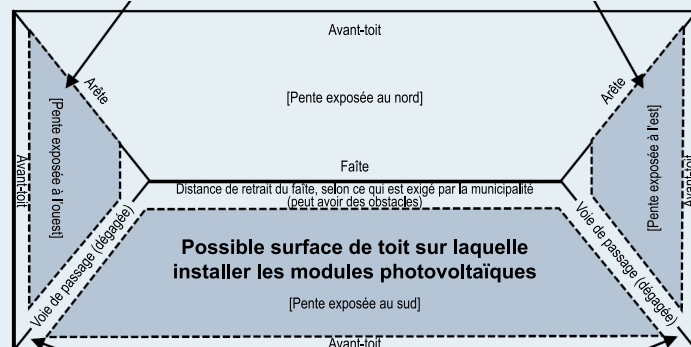 Avant-toit
Arête
[Pente exposée au nord]
Arête
Avant-toit
[Pente exposée à l'ouest]
Faîte
Distance de retrait du faîte, selon ce qui est exigé par la municipalité
(peut avoir des obstacles)
[Pente exposée à l'est]
Avant-toit
Voie de passage (dégagée)
Possible surface de toit sur laquelle
installer les modules photovoltaïques
[Pente exposée au sud]
Voie de passage (dégagée)
Avant-toit